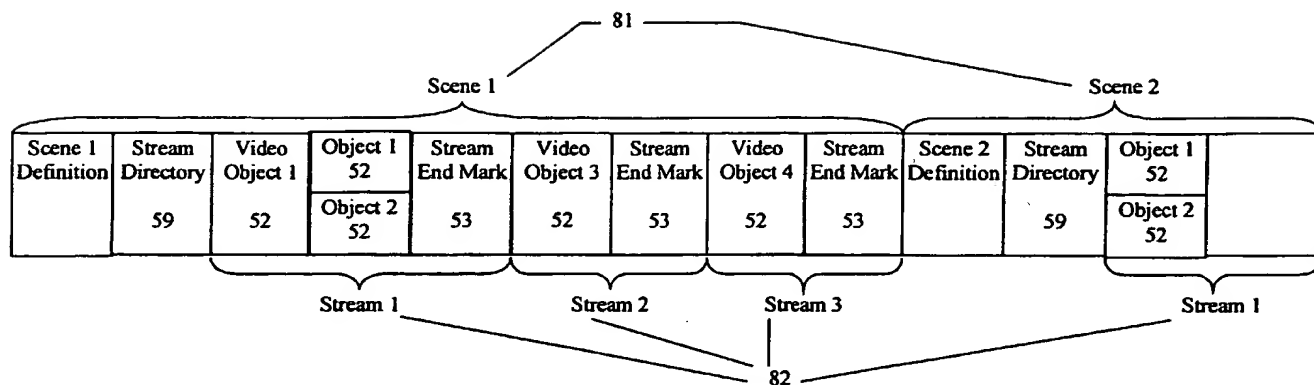 81
Scene 1
Scene 2
Scene 1
Definition
Stream
Directory
59
Video
Object 1
52
Object 1
52
Object 2
52
Stream
End Mark
53
Video
Object 3
52
Stream
End Mark
53
Video
Object 4
52
Stream
End Mark
53
Scene 2
Definition
Stream
Directory
59
Object 1
52
Object 2
52
Stream 1
Stream 2
Stream 3
Stream 1
82